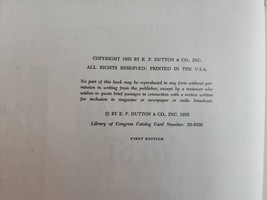 COPYRIGHT 1955 BY E. P. DUTTON & CO., INC.
ALL RIGHTS RESERVED. PRINTED IN THE U.S.A.
No part of this book may be reproduced in any form without permission
in writing from the publisher, except by a reviewer who
wishes to quote brief passages in connection with a review written
for inclusion in magazine or newspaper or radio broadcast.
© BY E. P. DUTTON & CO., INC. 1955
Library of Congress Catalog Card Number:
FIRST EDITION